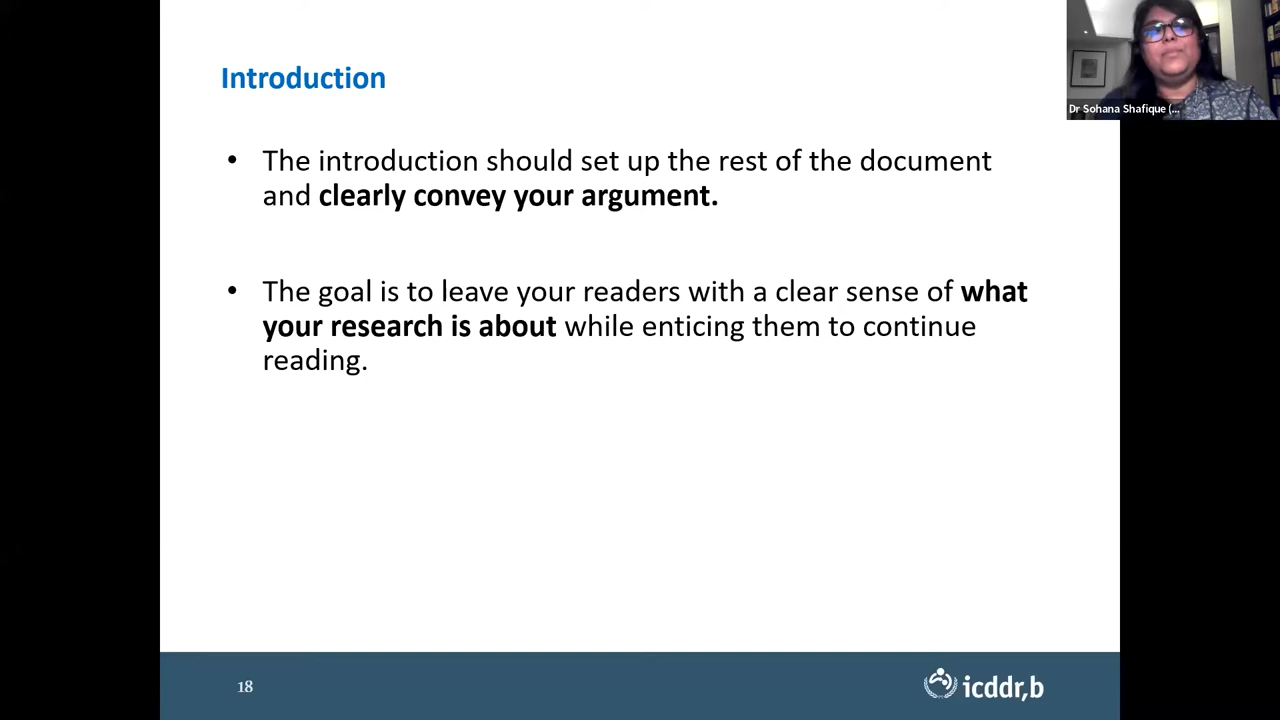 Introduction
• The introduction should set up the rest of the document
and clearly convey your argument.
• The goal is to leave your readers with a clear sense of what
your research is about while enticing them to continue
reading.
Dr Sohana Shafique (...
18
icddr,b